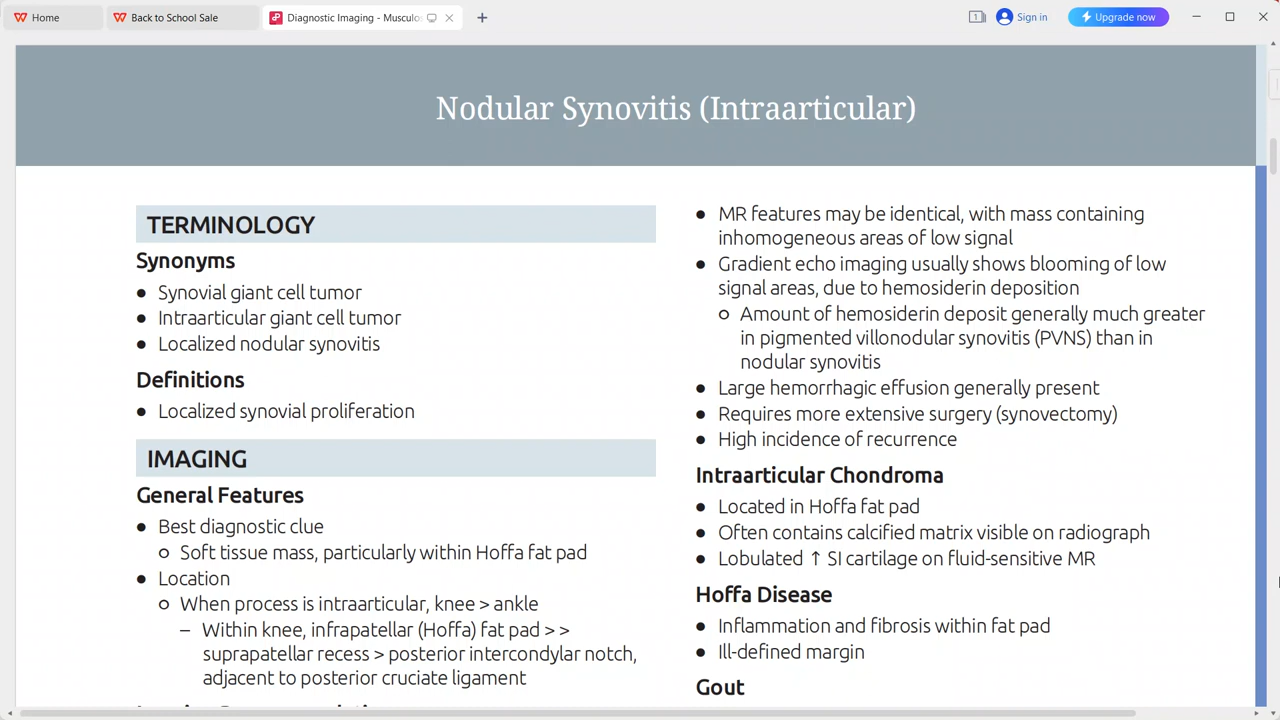 Home
Back to School Sale
Diagnostic Imaging - Musculo
1
Sign in
Upgrade now
Nodular Synovitis (Intraarticular)
TERMINOLOGY
Synonyms
● Synovial giant cell tumor
● Intraarticular giant cell tumor
● Localized nodular synovitis
Definitions
● Localized synovial proliferation
IMAGING
General Features
● Best diagnostic clue
○ Soft tissue mass, particularly within Hoffa fat pad
● Location
○ When process is intraarticular, knee > ankle
– Within knee, infrapatellar (Hoffa) fat pad > >
suprapatellar recess > posterior intercondylar notch,
adjacent to posterior cruciate ligament
● MR features may be identical, with mass containing
inhomogeneous areas of low signal
● Gradient echo imaging usually shows blooming of low
signal areas, due to hemosiderin deposition
○ Amount of hemosiderin deposit generally much greater
in pigmented villonodular synovitis (PVNS) than in
nodular synovitis
● Large hemorrhagic effusion generally present
● Requires more extensive surgery (synovectomy)
● High incidence of recurrence
Intraarticular Chondroma
● Located in Hoffa fat pad
● Often contains calcified matrix visible on radiograph
● Lobulated ↑ SI cartilage on fluid-sensitive MR
Hoffa Disease
● Inflammation and fibrosis within fat pad
● Ill-defined margin
Gout